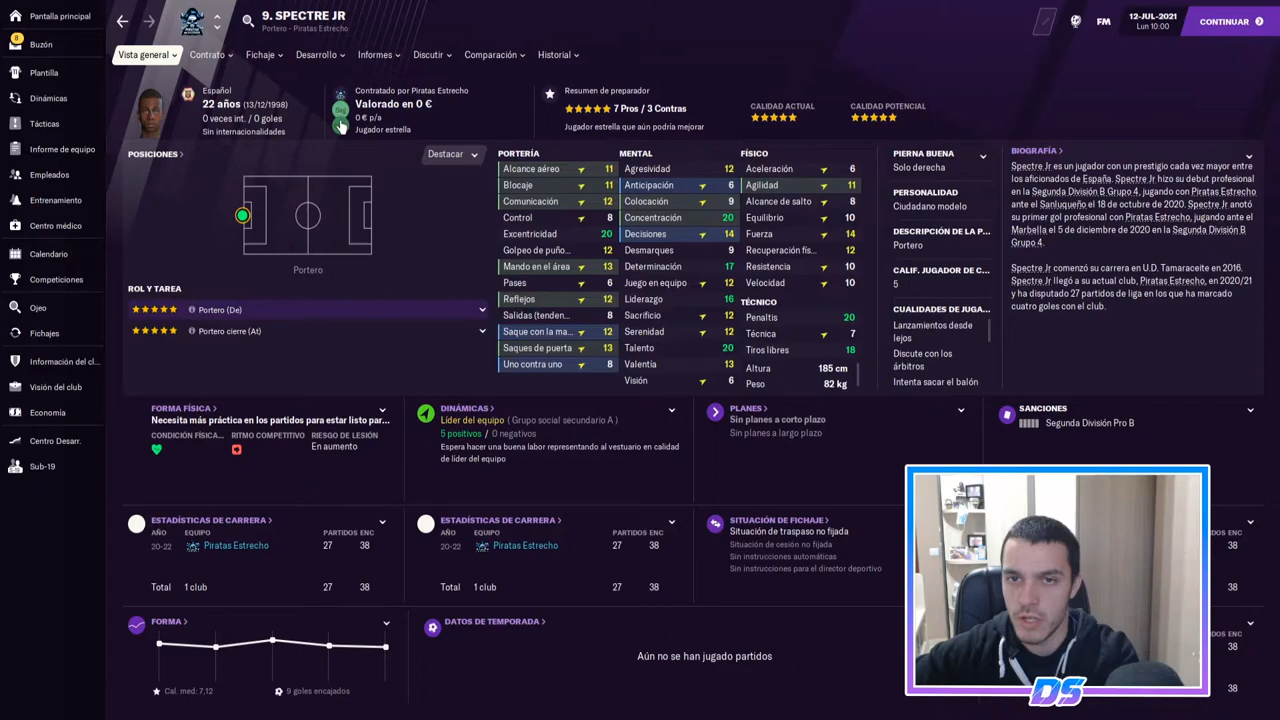 Pantalla principal
8
Buzón
Plantilla
Dinámicas
Tácticas
Informe de equipo
Empleados
Entrenamiento
Centro médico
Calendario
Competiciones
Ojeo
Fichajes
Información del cl...
Visión del club
Economía
Centro Desarr.
Sub-19
9. SPECTRE JR
Portero - Piratas Estrecho
FM
12-JUL-2021
Lun 10:00
CONTINUAR
Vista general
Contrato
Fichaje
Desarrollo
Informes
Discutir
Comparación
Historial
Español
22 años (13/12/1998)
0 veces int. / 0 goles
Sin internacionalidades
Seg
Contratado por Piratas Estrecho
Valorado en 0 €
0 € p/a
Jugador estrella
Resumen de preparador
7 Pros / 3 Contras
Jugador estrella que aún podría mejorar
CALIDAD ACTUAL
CALIDAD POTENCIAL
POSICIONES
Destacar
Portero
ROL Y TAREA
Portero (De)
Portero cierre (At)
PORTERÍA
Alcance aéreo 11
Blocaje 11
Comunicación 12
Control 8
Excentricidad 20
Golpeo de puño... 12
Mando en el área 13
Pases 6
Reflejos 12
Salidas (tenden... 8
Saque con la ma... 12
Saques de puerta 13
Uno contra uno 8
MENTAL
Agresividad 12
Anticipación 6
Colocación 9
Concentración 20
Decisiones 14
Desmarques 9
Determinación 17
Juego en equipo 12
Liderazgo 16
Sacrificio 12
Serenidad 12
Talento 20
Valentía 13
Visión 6
FÍSICO
Aceleración 6
Agilidad 11
Alcance de salto 8
Equilibrio 10
Fuerza 14
Recuperación fís... 12
Resistencia 10
Velocidad 10
TÉCNICO
Penaltis 20
Técnica 7
Tiros libres 18
Altura 185 cm
Peso 82 kg
PIERNA BUENA
Solo derecha
PERSONALIDAD
Ciudadano modelo
DESCRIPCIÓN DE LA P...
Portero
CALIF. JUGADOR DE C...
5
CUALIDADES DE JUGA...
Lanzamientos desde
lejos
Discute con los
árbitros
Intenta sacar el balón
BIOGRAFÍA
Spectre Jr es un jugador con un prestigio cada vez mayor entre
los aficionados de España. Spectre Jr hizo su debut profesional
en la Segunda División B Grupo 4, jugando con Piratas Estrecho
ante el Sanluqueño el 18 de octubre de 2020. Spectre Jr anotó
su primer gol profesional con Piratas Estrecho, jugando ante el
Marbella el 5 de diciembre de 2020 en la Segunda División B
Grupo 4.
Spectre Jr comenzó su carrera en U.D. Tamaraceite en 2016.
Spectre Jr llegó a su actual club, Piratas Estrecho, en 2020/21
y ha disputado 27 partidos de liga en los que ha marcado
cuatro goles con el club.
FORMA FÍSICA
Necesita más práctica en los partidos para estar listo par...
CONDICIÓN FÍSICA...
RITMO COMPETITIVO
RIESGO DE LESIÓN
En aumento
DINÁMICAS
Líder del equipo ( Grupo social secundario A )
5 positivos / 0 negativos
Espera hacer una buena labor representando al vestuario en calidad
de líder del equipo
PLANES
Sin planes a corto plazo
Sin planes a largo plazo
SANCIONES
Segunda División Pro B
ESTADÍSTICAS DE CARRERA
AÑO EQUIPO PARTIDOS ENC
20-22 Piratas Estrecho 27 38
Total 1 club 27 38
ESTADÍSTICAS DE CARRERA
AÑO EQUIPO PARTIDOS ENC
20-22 Piratas Estrecho 27 38
Total 1 club 27 38
SITUACIÓN DE FICHAJE
Situación de traspaso no fijada
Situación de cesión no fijada
Sin instrucciones automáticas
Sin instrucciones para el director deportivo
ENC
38
38
FORMA
Cal. med: 7,12
9 goles encajados
DATOS DE TEMPORADA
Aún no se han jugado partidos
ENC
38
38
DS